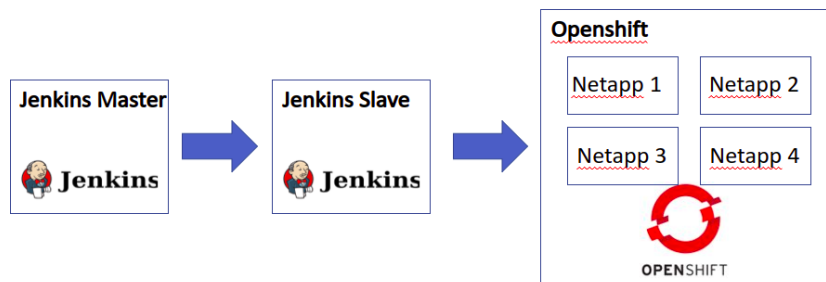 Jenkins Master
Jenkins
Jenkins Slave
Jenkins
Openshift
Netapp 1
Netapp 2
Netapp 3
Netapp 4
OPENSHIFT